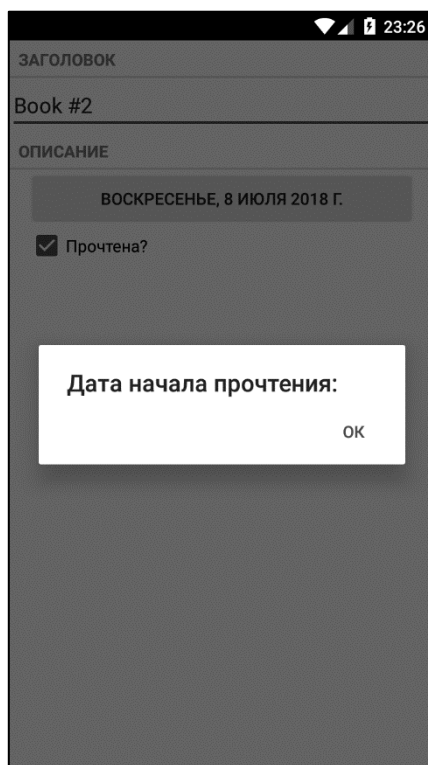 23:26
ЗАГОЛОВОК
Book #2
ОПИСАНИЕ
ВОСКРЕСЕНЬЕ, 8 ИЮЛЯ 2018 Г.
Прочтена?
Дата начала прочтения:
ОК